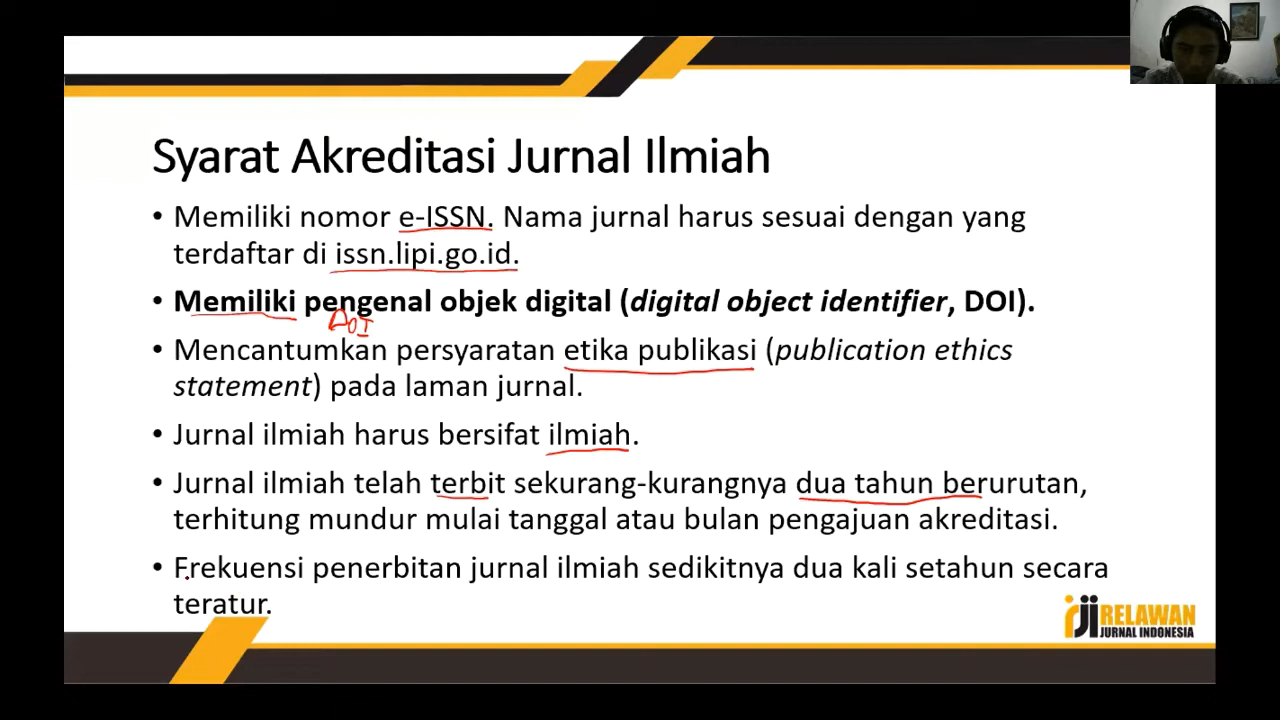 Syarat Akreditasi Jurnal Ilmiah
• Memiliki nomor e-ISSN. Nama jurnal harus sesuai dengan yang
terdaftar di issn.lipi.go.id.
• Memiliki pengenal objek digital (digital object identifier, DOI).
DOI
• Mencantumkan persyaratan etika publikasi (publication ethics
statement) pada laman jurnal.
• Jurnal ilmiah harus bersifat ilmiah.
• Jurnal ilmiah telah terbit sekurang-kurangnya dua tahun berurutan,
terhitung mundur mulai tanggal atau bulan pengajuan akreditasi.
• Frekuensi penerbitan jurnal ilmiah sedikitnya dua kali setahun secara
teratur.
rji RELAWAN
JURNAL INDONESIA